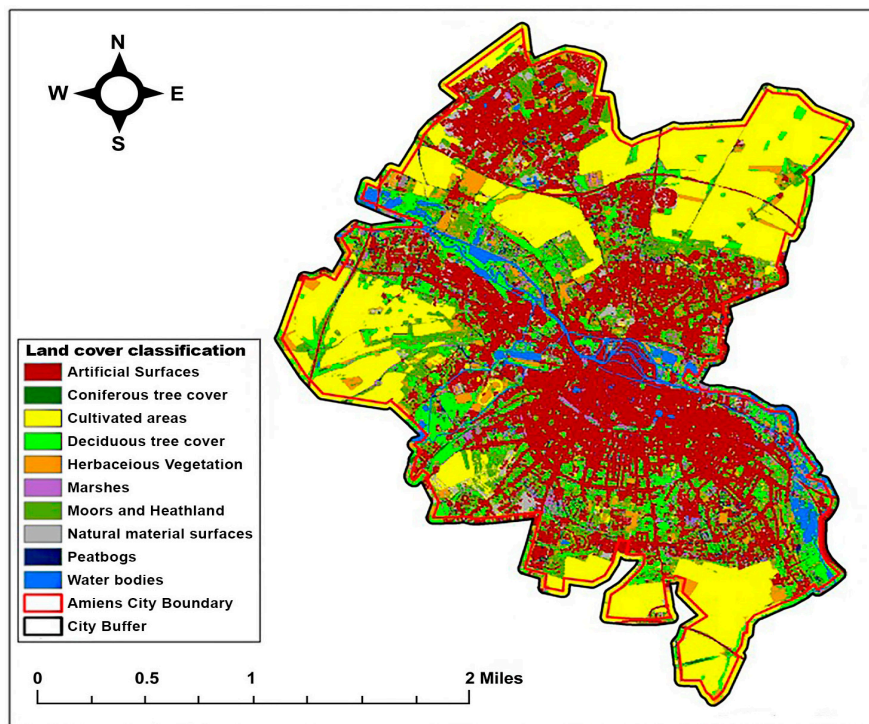 N
W E
S
Land cover classification
Artificial Surfaces
Coniferous tree cover
Cultivated areas
Deciduous tree cover
Herbaceious Vegetation
Marshes
Moors and Heathland
Natural material surfaces
Peatbogs
Water bodies
Amiens City Boundary
City Buffer
0 0.5 1 2 Miles